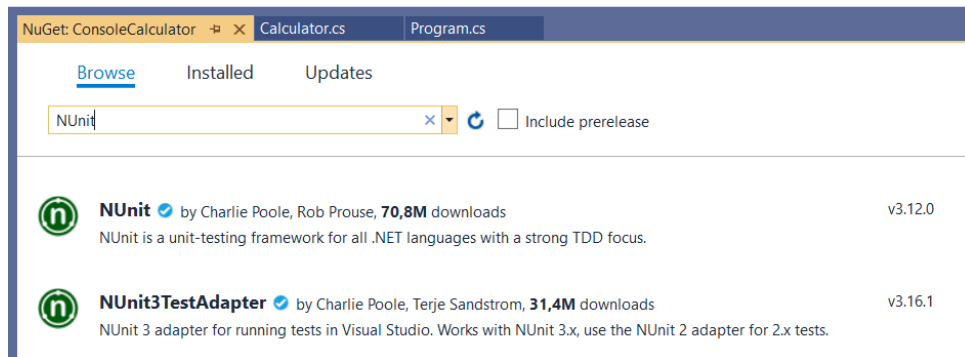 NuGet: ConsoleCalculator Calculator.cs Program.cs
Browse Installed Updates
NUnit Include prerelease
NUnit by Charlie Poole, Rob Prouse, 70,8M downloads v3.12.0
NUnit is a unit-testing framework for all .NET languages with a strong TDD focus.
NUnit3TestAdapter by Charlie Poole, Terje Sandstrom, 31,4M downloads v3.16.1
NUnit 3 adapter for running tests in Visual Studio. Works with NUnit 3.x, use the NUnit 2 adapter for 2.x tests.